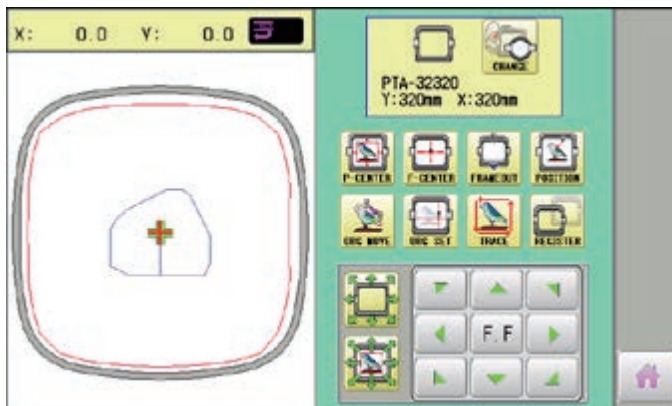 X: 0.0 Y: 0.0
CHANGE
PTA-32320
Y:320mm X:320mm
P-CENTER F-CENTER FRAMEOUT POSITION
ORG MOVE ORG SET TRACE REGISTER
F.F